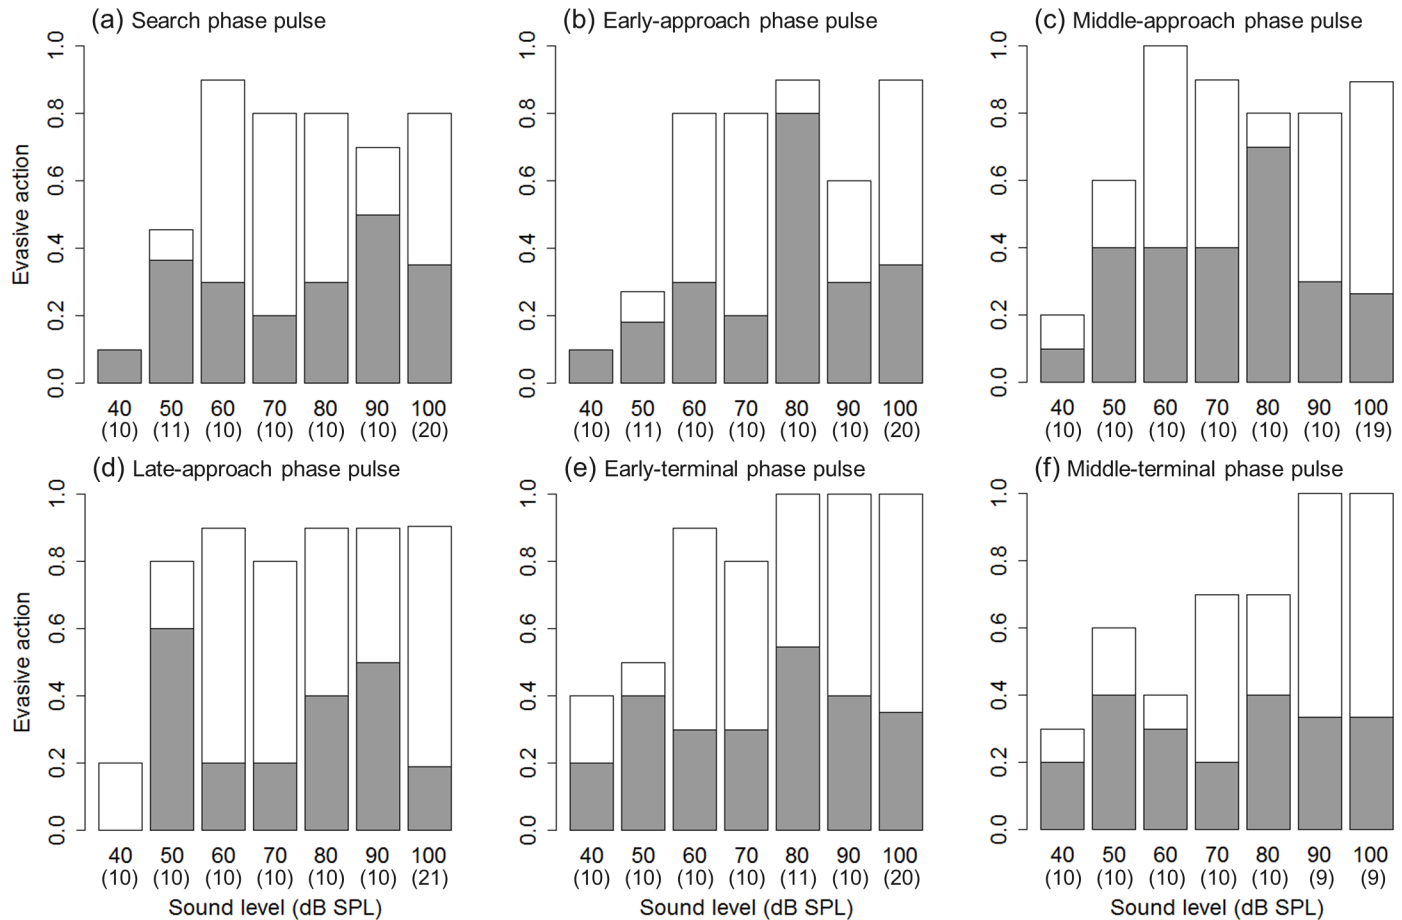 (a) Search phase pulse
(b) Early-approach phase pulse
(c) Middle-approach phase pulse
Evasive action
1.0
0.8
0.6
0.4
0.2
0.0
1.0
0.8
0.6
0.4
0.2
0.0
1.0
0.8
0.6
0.4
0.2
0.0
40 50 60 70 80 90 100
(10) (11) (10) (10) (10) (10) (20)
40 50 60 70 80 90 100
(10) (11) (10) (10) (10) (10) (20)
40 50 60 70 80 90 100
(10) (10) (10) (10) (10) (10) (19)
(d) Late-approach phase pulse
(e) Early-terminal phase pulse
(f) Middle-terminal phase pulse
Evasive action
1.0
0.8
0.6
0.4
0.2
0.0
1.0
0.8
0.6
0.4
0.2
0.0
1.0
0.8
0.6
0.4
0.2
0.0
40 50 60 70 80 90 100
(10) (10) (10) (10) (10) (10) (21)
Sound level (dB SPL)
40 50 60 70 80 90 100
(10) (10) (10) (10) (11) (10) (20)
Sound level (dB SPL)
40 50 60 70 80 90 100
(10) (10) (10) (10) (10) (9) (9)
Sound level (dB SPL)